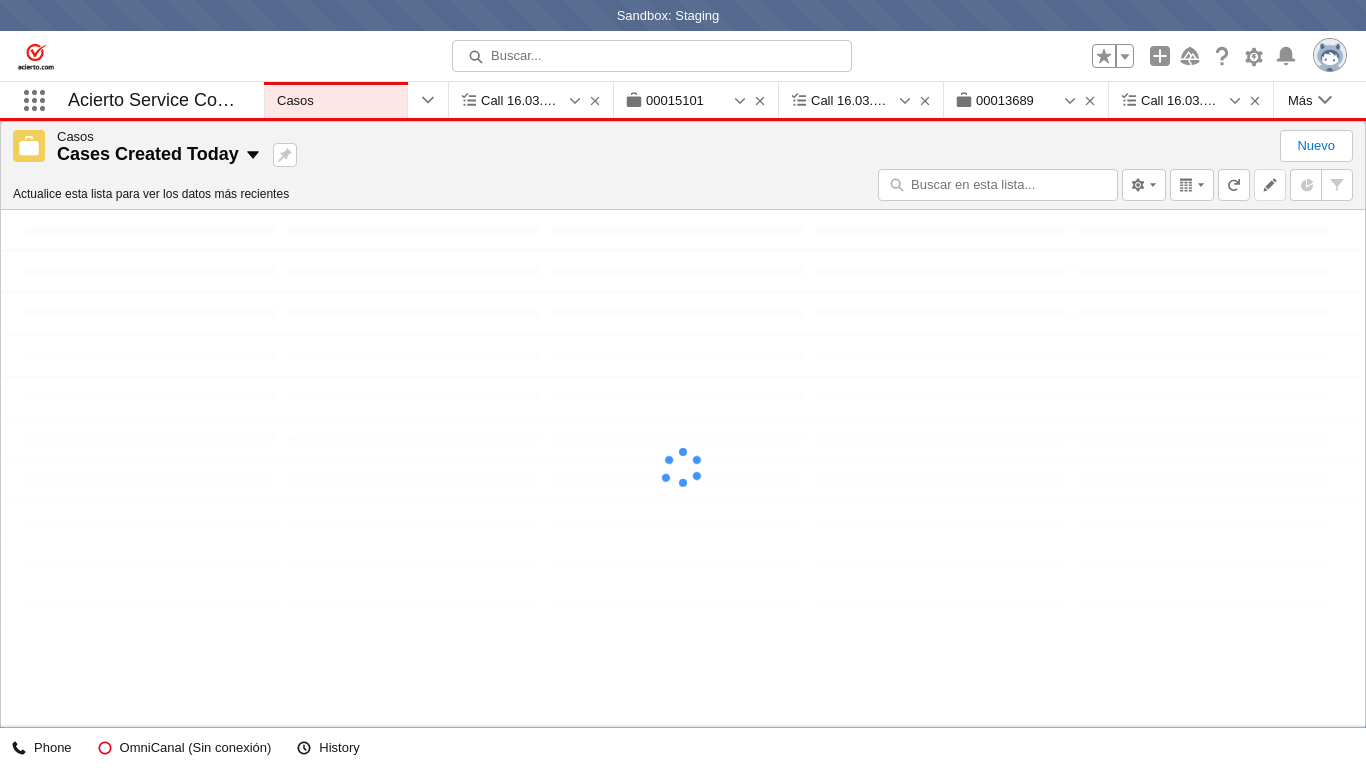 Sandbox: Staging
acierto.com
Buscar...
Acierto Service Co…
Casos
Call 16.03.…
00015101
Call 16.03.…
00013689
Call 16.03.…
Más
Casos
Cases Created Today
Nuevo
Actualice esta lista para ver los datos más recientes
Buscar en esta lista...
Phone
OmniCanal (Sin conexión)
History